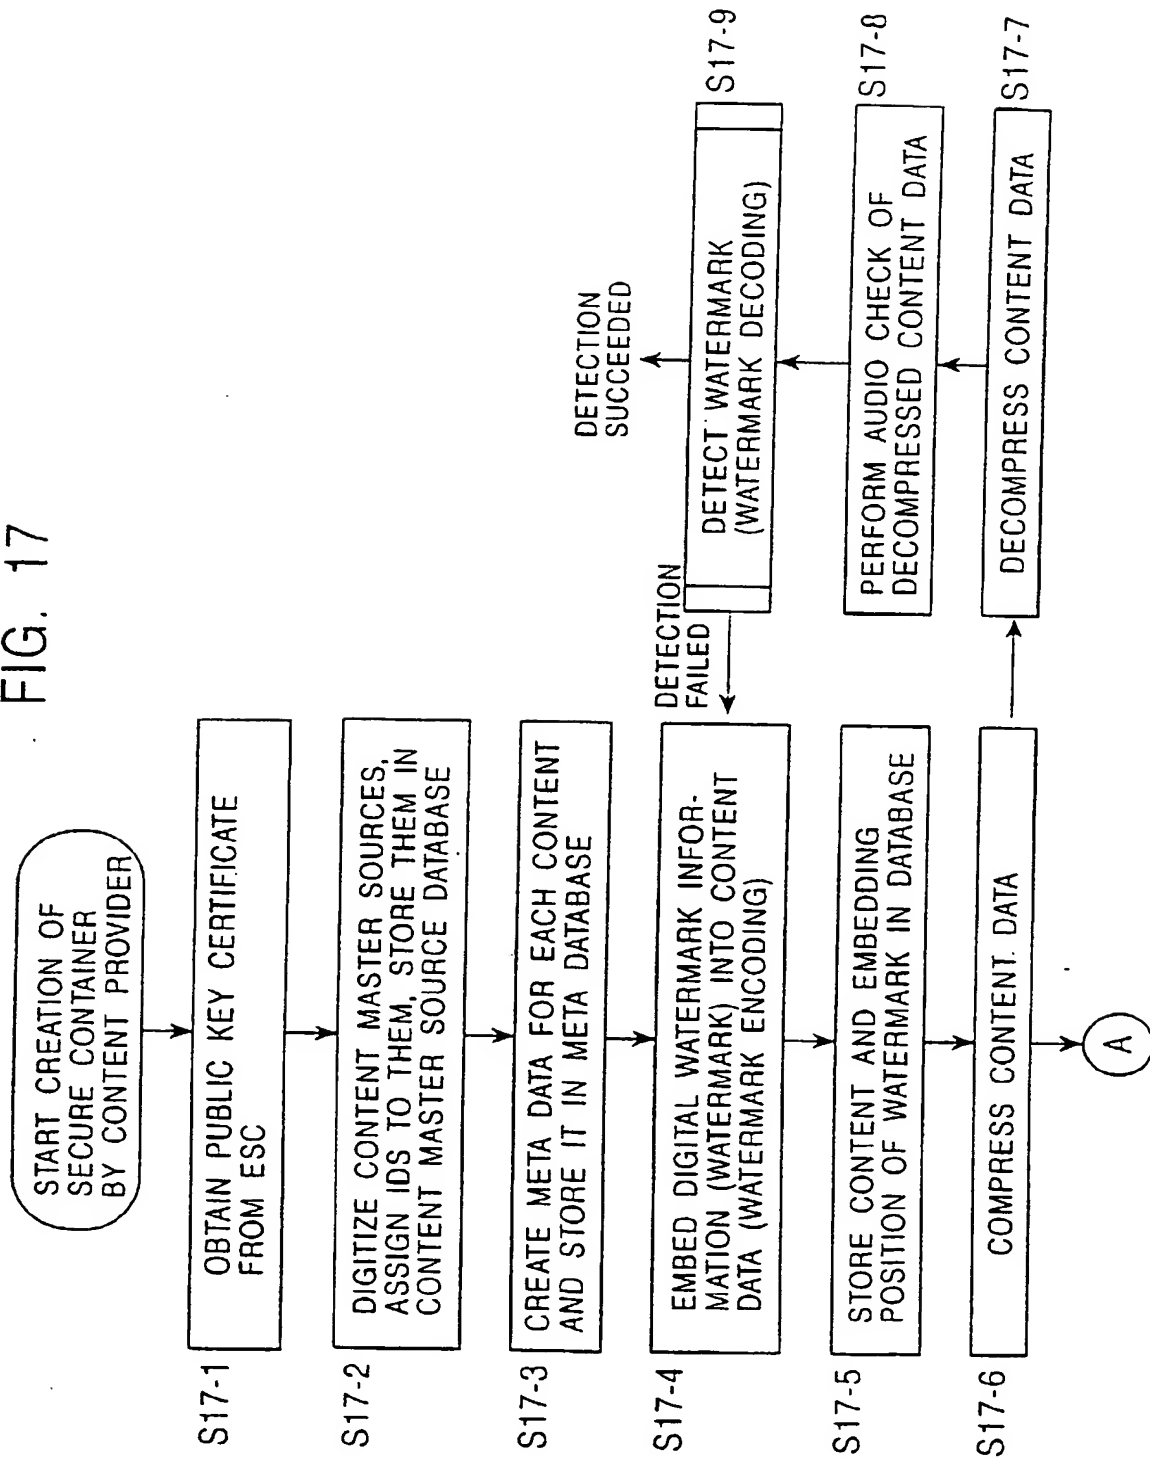 FIG. 17
START CREATION OF
SECURE CONTAINER
BY CONTENT PROVIDER
S17-1
OBTAIN PUBLIC KEY CERTIFICATE
FROM ESC
S17-2
DIGITIZE CONTENT MASTER SOURCES,
ASSIGN IDS TO THEM, STORE THEM IN
CONTENT MASTER SOURCE DATABASE
S17-3
CREATE META DATA FOR EACH CONTENT
AND STORE IT IN META DATABASE
S17-4
EMBED DIGITAL WATERMARK INFOR-
MATION (WATERMARK) INTO CONTENT
DATA (WATERMARK ENCODING)
S17-5
STORE CONTENT AND EMBEDDING
POSITION OF WATERMARK IN DATABASE
S17-6
COMPRESS CONTENT DATA
A
DECOMPRESS CONTENT DATA
S17-7
PERFORM AUDIO CHECK OF
DECOMPRESSED CONTENT DATA
S17-8
DETECT WATERMARK
(WATERMARK DECODING)
S17-9
DETECTION
FAILED
DETECTION
SUCCEEDED